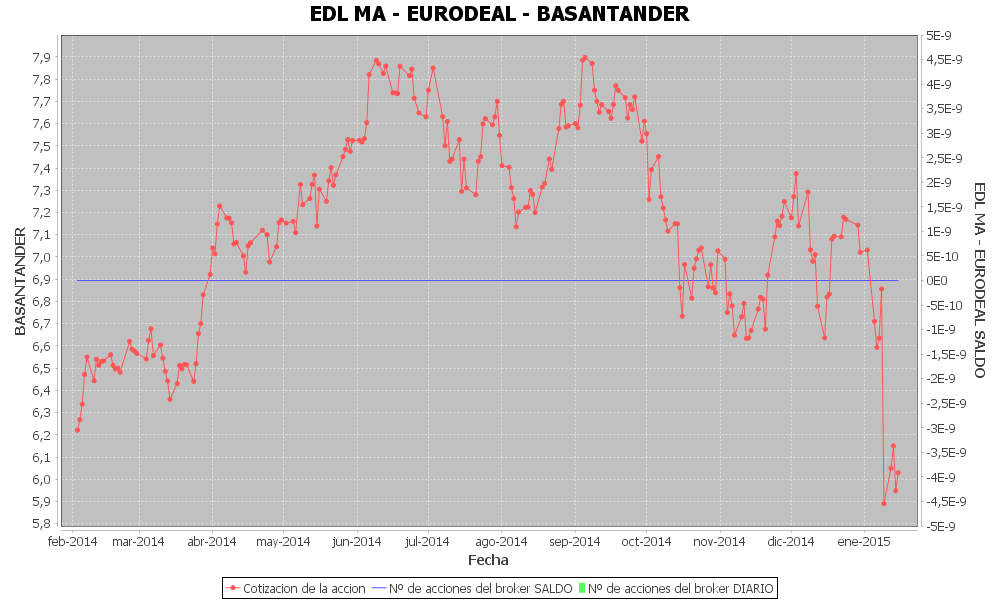 EDL MA - EURODEAL - BASANTANDER
BASANTANDER
7,9
7,8
7,7
7,6
7,5
7,4
7,3
7,2
7,1
7,0
6,9
6,8
6,7
6,6
6,5
6,4
6,3
6,2
6,1
6,0
5,9
5,8
5E-9
4,5E-9
4E-9
3,5E-9
3E-9
2,5E-9
2E-9
1,5E-9
1E-9
5E-10
0E0
-5E-10
-1E-9
-1,5E-9
-2E-9
-2,5E-9
-3E-9
-3,5E-9
-4E-9
-4,5E-9
-5E-9
EDL MA - EURODEAL SALDO
feb-2014 mar-2014 abr-2014 may-2014 jun-2014 jul-2014 ago-2014 sep-2014 oct-2014 nov-2014 dic-2014 ene-2015
Fecha
Cotizacion de la accion Nº de acciones del broker SALDO Nº de acciones del broker DIARIO